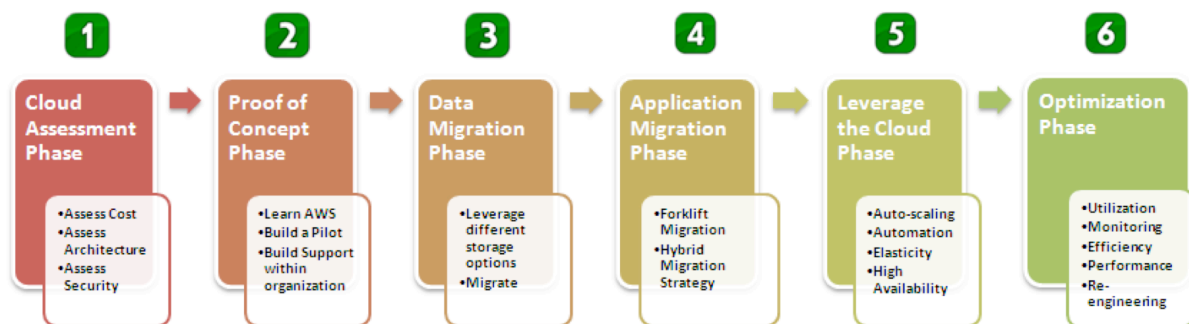 1
2
3
4
5
6
Cloud
Assessment
Phase
•Assess Cost
•Assess
Architecture
•Assess
Security
Proof of
Concept
Phase
•Learn AWS
•Build a Pilot
•Build Support
within
organization
Data
Migration
Phase
•Leverage
different
storage
options
•Migrate
Application
Migration
Phase
•Forklift
Migration
•Hybrid
Migration
Strategy
Leverage
the Cloud
Phase
•Auto-scaling
•Automation
•Elasticity
•High
Availability
Optimization
Phase
•Utilization
•Monitoring
•Efficiency
•Performance
•Re-
engineering